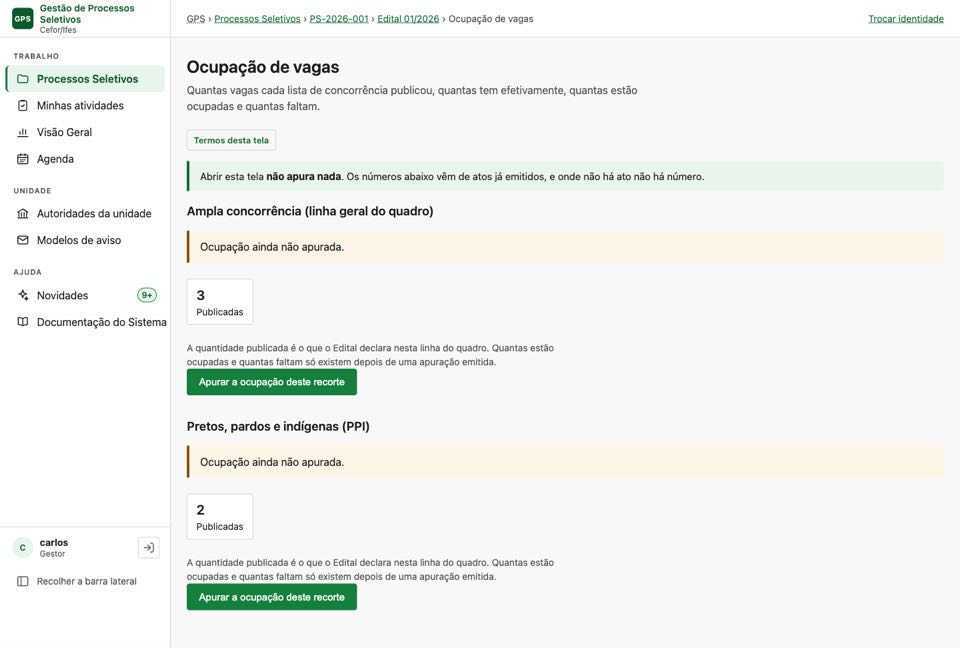 GPS
Gestão de Processos
Seletivos
Cefor/Ifes
GPS › Processos Seletivos › PS-2026-001 › Edital 01/2026 › Ocupação de vagas
Trocar identidade
TRABALHO
Processos Seletivos
Minhas atividades
Visão Geral
Agenda
UNIDADE
Autoridades da unidade
Modelos de aviso
AJUDA
Novidades 9+
Documentação do Sistema
C
carlos
Gestor
Recolher a barra lateral
Ocupação de vagas
Quantas vagas cada lista de concorrência publicou, quantas tem efetivamente, quantas estão
ocupadas e quantas faltam.
Termos desta tela
Abrir esta tela não apura nada. Os números abaixo vêm de atos já emitidos, e onde não há ato não há número.
Ampla concorrência (linha geral do quadro)
Ocupação ainda não apurada.
3
Publicadas
A quantidade publicada é o que o Edital declara nesta linha do quadro. Quantas estão
ocupadas e quantas faltam só existem depois de uma apuração emitida.
Apurar a ocupação deste recorte
Pretos, pardos e indígenas (PPI)
Ocupação ainda não apurada.
2
Publicadas
A quantidade publicada é o que o Edital declara nesta linha do quadro. Quantas estão
ocupadas e quantas faltam só existem depois de uma apuração emitida.
Apurar a ocupação deste recorte